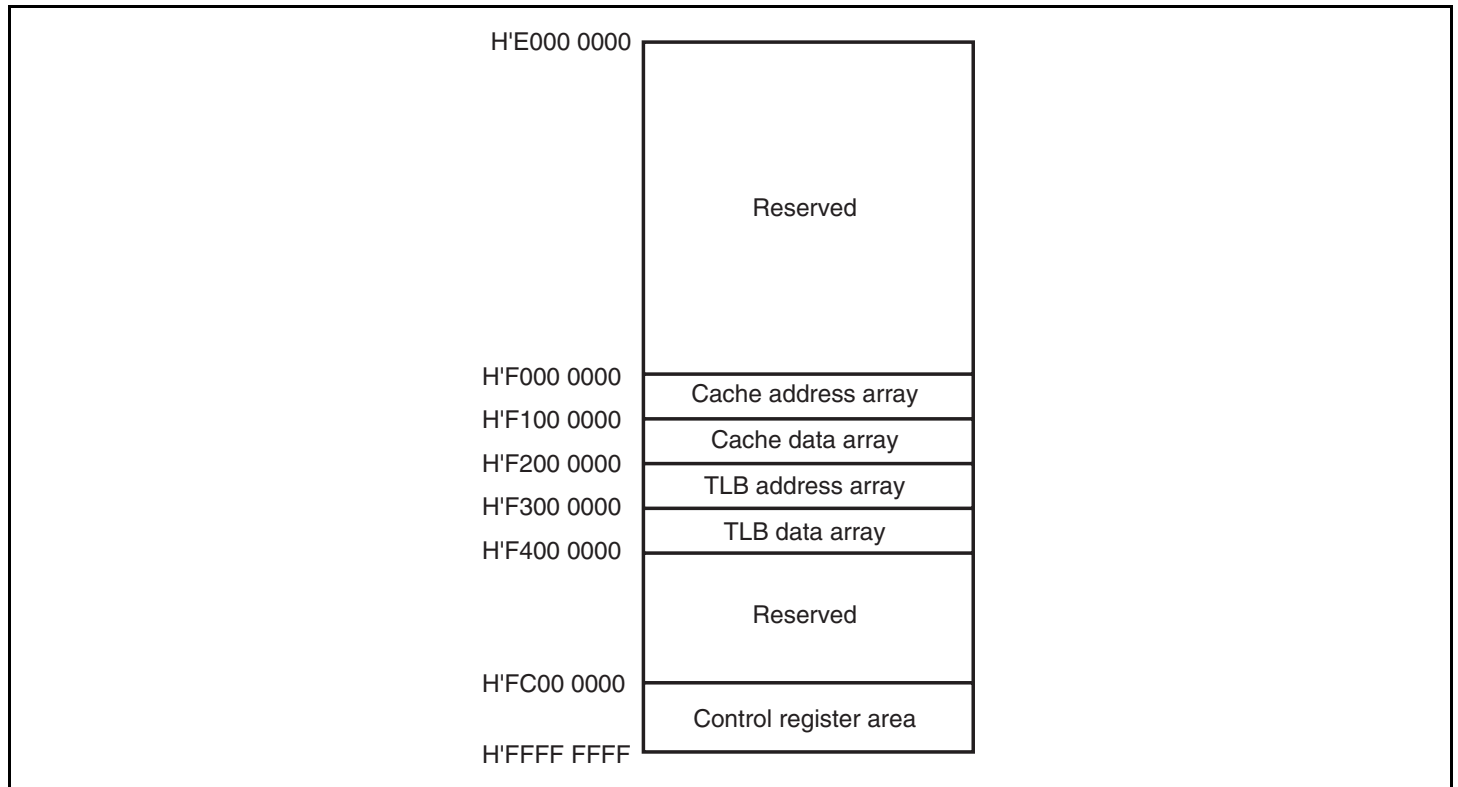 H'E000 0000
Reserved
H'F000 0000
Cache address array
H'F100 0000
Cache data array
H'F200 0000
TLB address array
H'F300 0000
TLB data array
H'F400 0000
Reserved
H'FC00 0000
Control register area
H'FFFF FFFF